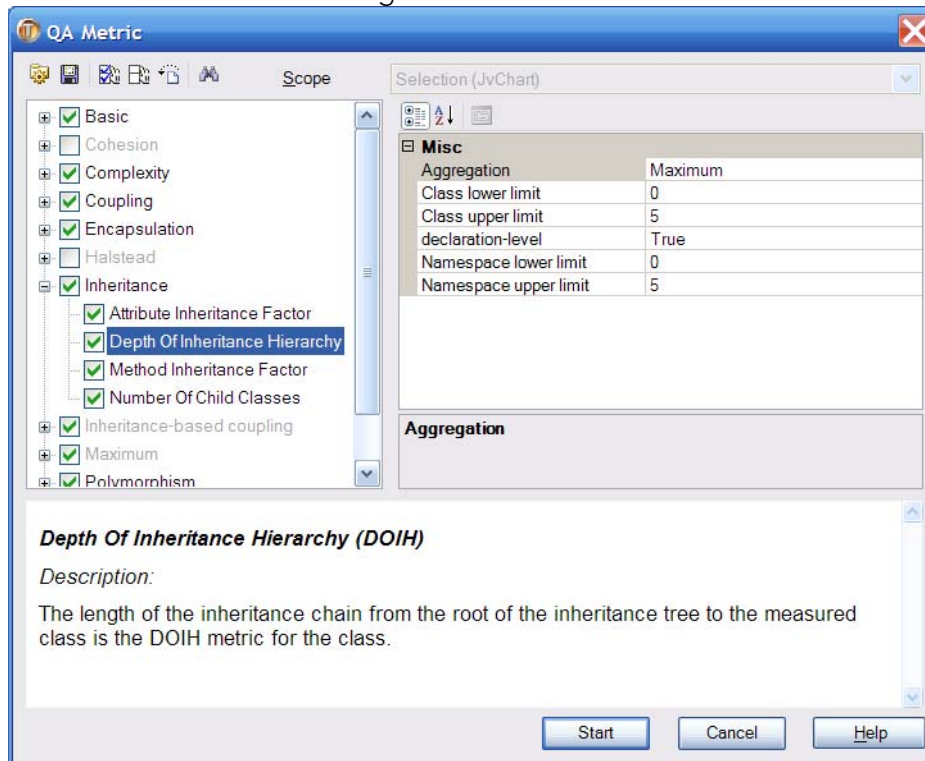 QA Metric
Scope
Selection (JvChart)
Basic
Cohesion
Complexity
Coupling
Encapsulation
Halstead
Inheritance
Attribute Inheritance Factor
Depth Of Inheritance Hierarchy
Method Inheritance Factor
Number Of Child Classes
Inheritance-based coupling
Maximum
Polymorphism
Misc
Aggregation Maximum
Class lower limit 0
Class upper limit 5
declaration-level True
Namespace lower limit 0
Namespace upper limit 5
Aggregation
Depth Of Inheritance Hierarchy (DOIH)
Description:
The length of the inheritance chain from the root of the inheritance tree to the measured
class is the DOIH metric for the class.
Start Cancel Help